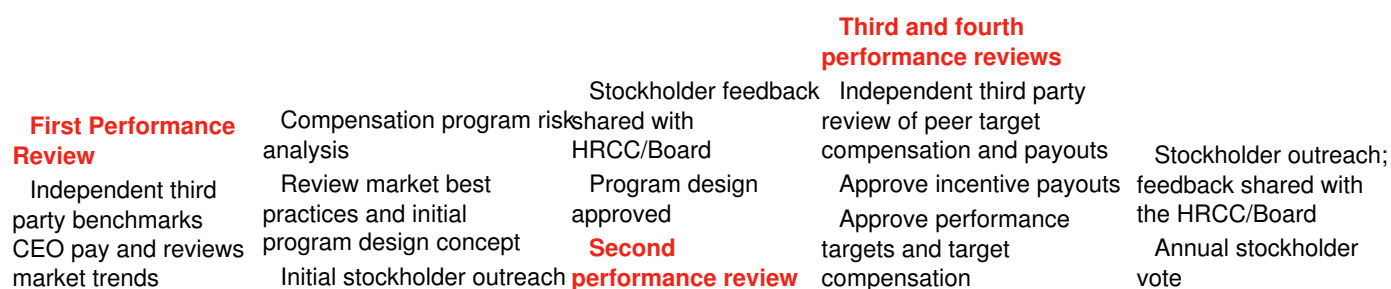 First Performance
Review
Independent third
party benchmarks
CEO pay and reviews
market trends
Compensation program risk
analysis
Review market best
practices and initial
program design concept
Initial stockholder outreach
Stockholder feedback
shared with
HRCC/Board
Program design
approved
Second
performance review
Third and fourth
performance reviews
Independent third party
review of peer target
compensation and payouts
Approve incentive payouts
Approve performance
targets and target
compensation
Stockholder outreach;
feedback shared with
the HRCC/Board
Annual stockholder
vote